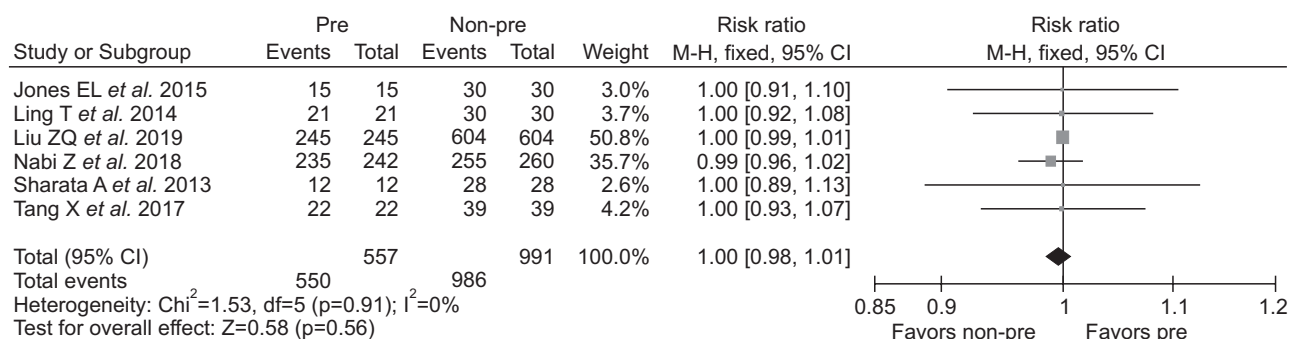 Pre Non-pre Risk ratio Risk ratio
Study or Subgroup Events Total Events Total Weight M-H, fixed, 95% CI M-H, fixed, 95% CI
Jones EL et al. 2015 15 15 30 30 3.0% 1.00 [0.91, 1.10]
Ling T et al. 2014 21 21 30 30 3.7% 1.00 [0.92, 1.08]
Liu ZQ et al. 2019 245 245 604 604 50.8% 1.00 [0.99, 1.01]
Nabi Z et al. 2018 235 242 255 260 35.7% 0.99 [0.96, 1.02]
Sharata A et al. 2013 12 12 28 28 2.6% 1.00 [0.89, 1.13]
Tang X et al. 2017 22 22 39 39 4.2% 1.00 [0.93, 1.07]
Total (95% CI) 557 991 100.0% 1.00 [0.98, 1.01]
Total events 550 986
Heterogeneity: Chi²=1.53, df=5 (p=0.91); I²=0%
Test for overall effect: Z=0.58 (p=0.56)
0.85 0.9 1 1.1 1.2
Favors non-pre Favors pre